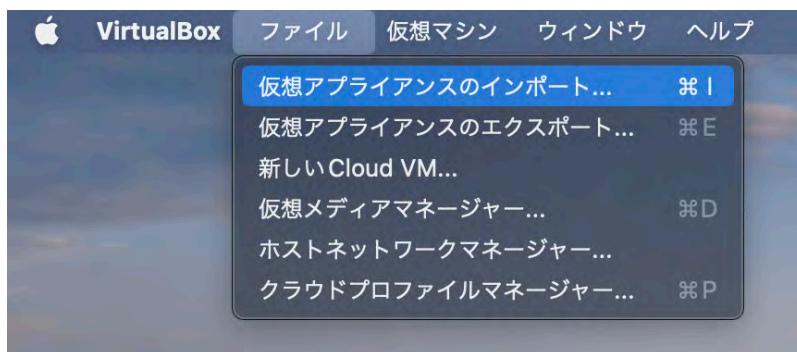 VirtualBox ファイル 仮想マシン ウィンドウ ヘルプ
仮想アプライアンスのインポート... ⌘ I
仮想アプライアンスのエクスポート... ⌘ E
新しい Cloud VM...
仮想メディアマネージャー... ⌘ D
ホストネットワークマネージャー...
クラウドプロファイルマネージャー... ⌘ P